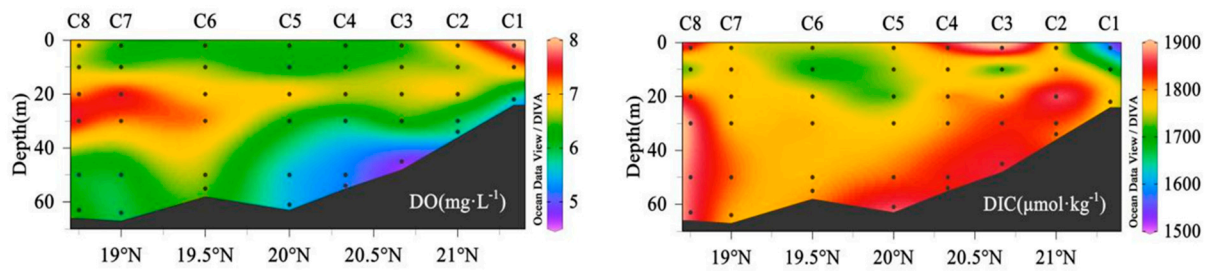 C8 C7 C6 C5 C4 C3 C2 C1
0
20
40
60
Depth(m)
DO(mg·L⁻¹)
19°N 19.5°N 20°N 20.5°N 21°N
8
7
6
5
Ocean Data View / DIVA
C8 C7 C6 C5 C4 C3 C2 C1
0
20
40
60
Depth(m)
DIC(μmol·kg⁻¹)
19°N 19.5°N 20°N 20.5°N 21°N
1900
1800
1700
1600
1500
Ocean Data View / DIVA